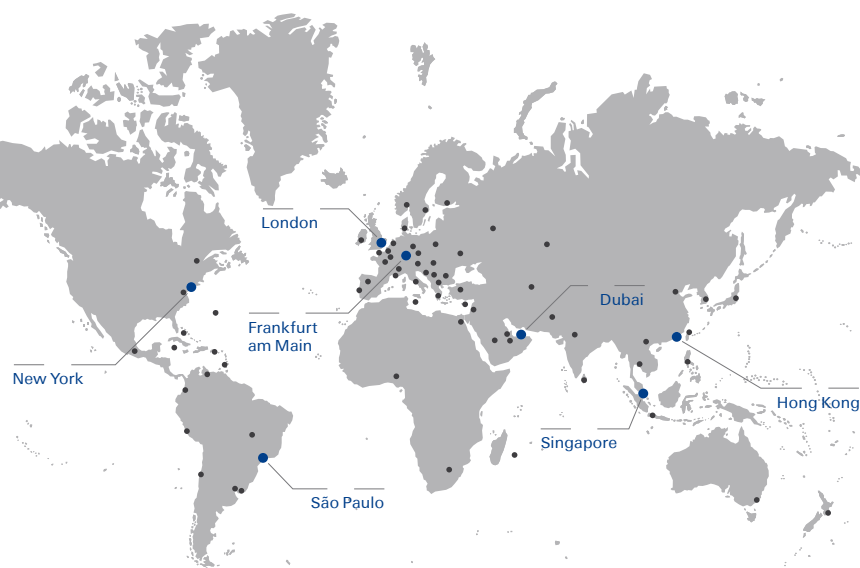 London
Dubai
Frankfurt
am Main
New York
Hong Kong
Singapore
São Paulo